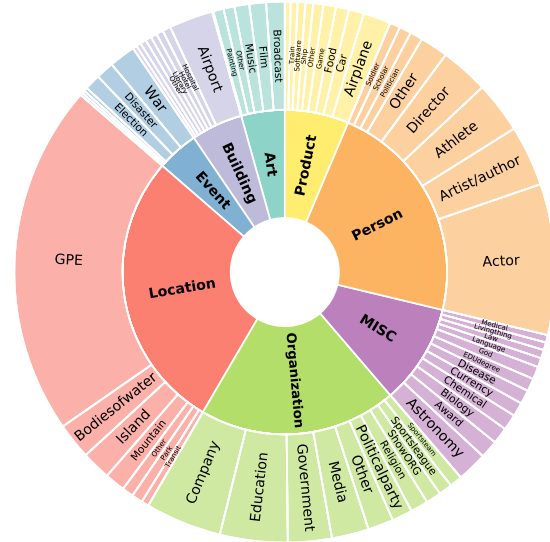 Art
Broadcast
Film
Music
Other
Painting
Product
Train
Software
Ship
Other
Game
Food
Car
Airplane
Person
Soldier
Scholar
Politician
Other
Director
Athlete
Artist/author
Actor
MISC
Medical
Livingthing
Law
Language
God
EDUdegree
Disease
Currency
Chemical
Biology
Award
Astronomy
Organization
Sportsteam
Sportsleague
ShowORG
Religion
Politicalparty
Other
Media
Government
Education
Company
Location
Transit
Park
Other
Mountain
Island
Bodiesofwater
GPE
Event
Election
Disaster
War
Building
Other
Library
Hotel
Hospital
Airport